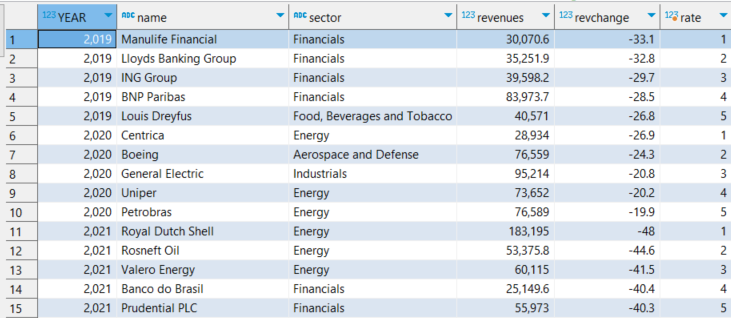 123 YEAR ABC name ABC sector 123 revenues 123 revchange 123 rate
1 2,019 Manulife Financial Financials 30,070.6 -33.1 1
2 2,019 Lloyds Banking Group Financials 35,251.9 -32.8 2
3 2,019 ING Group Financials 39,598.2 -29.7 3
4 2,019 BNP Paribas Financials 83,973.7 -28.5 4
5 2,019 Louis Dreyfus Food, Beverages and Tobacco 40,571 -26.8 5
6 2,020 Centrica Energy 28,934 -26.9 1
7 2,020 Boeing Aerospace and Defense 76,559 -24.3 2
8 2,020 General Electric Industrials 95,214 -20.8 3
9 2,020 Uniper Energy 73,652 -20.2 4
10 2,020 Petrobras Energy 76,589 -19.9 5
11 2,021 Royal Dutch Shell Energy 183,195 -48 1
12 2,021 Rosneft Oil Energy 53,375.8 -44.6 2
13 2,021 Valero Energy Energy 60,115 -41.5 3
14 2,021 Banco do Brasil Financials 25,149.6 -40.4 4
15 2,021 Prudential PLC Financials 55,973 -40.3 5